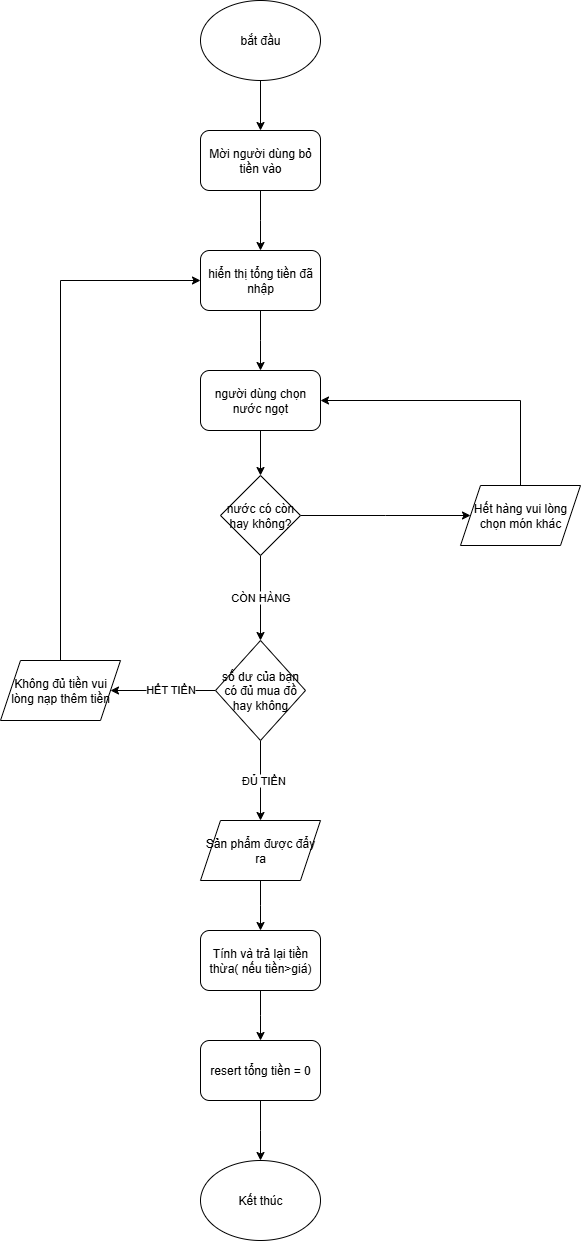 bắt đầu
Mời người dùng bỏ
tiền vào
hiển thị tổng tiền đã
nhập
người dùng chọn
nước ngọt
nước có còn
hay không?
Hết hàng vui lòng
chọn món khác
CÒN HÀNG
số dư của bạn
có đủ mua đồ
hay không
HẾT TIỀN
Không đủ tiền vui
lòng nạp thêm tiền
ĐỦ TIỀN
Sản phẩm được đẩy
ra
Tính và trả lại tiền
thừa( nếu tiền>giá)
resert tổng tiền = 0
Kết thúc